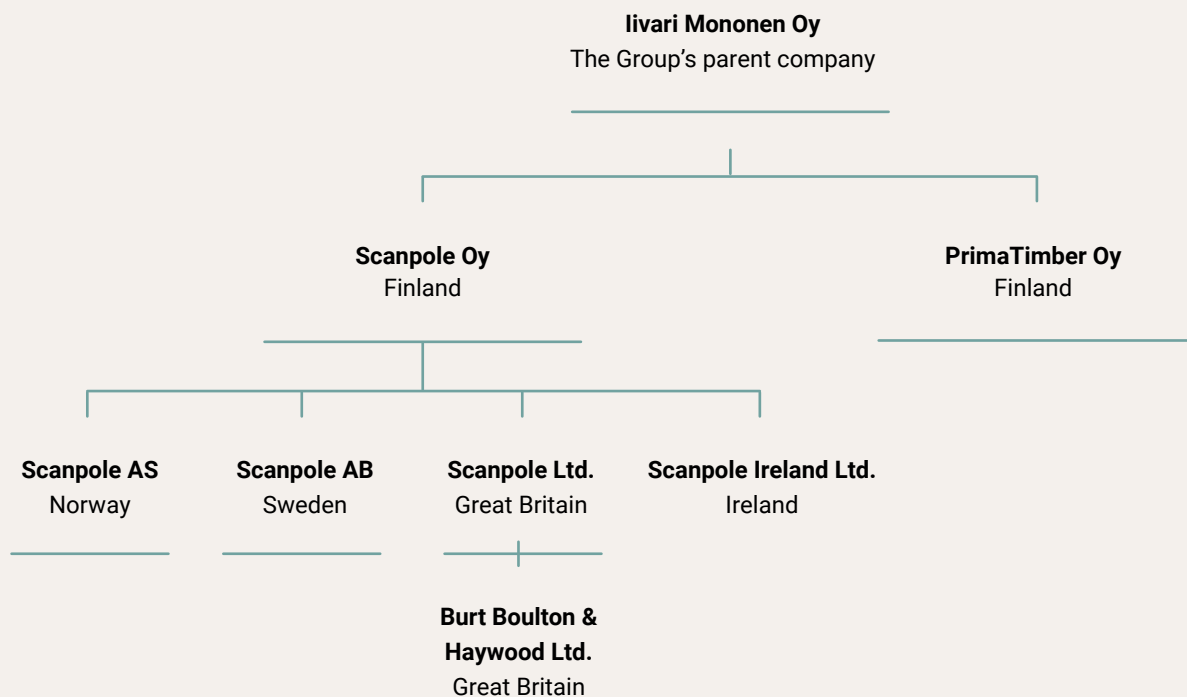 Iivari Mononen Oy
The Group’s parent company
Scanpole Oy
Finland
PrimaTimber Oy
Finland
Scanpole AS
Norway
Scanpole AB
Sweden
Scanpole Ltd.
Great Britain
Scanpole Ireland Ltd.
Ireland
Burt Boulton &
Haywood Ltd.
Great Britain